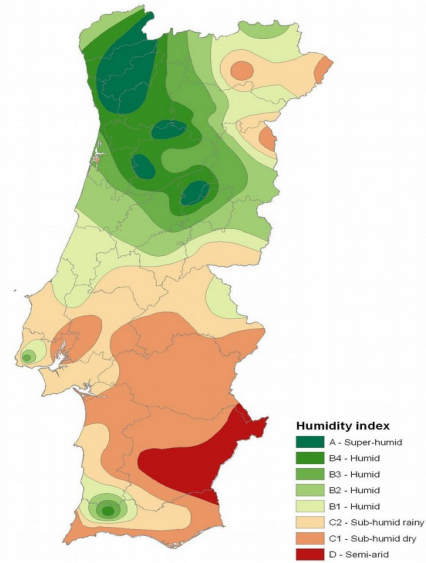 Humidity index
A - Super-humid
B4 - Humid
B3 - Humid
B2 - Humid
B1 - Humid
C2 - Sub-humid rainy
C1 - Sub-humid dry
D - Semi-arid